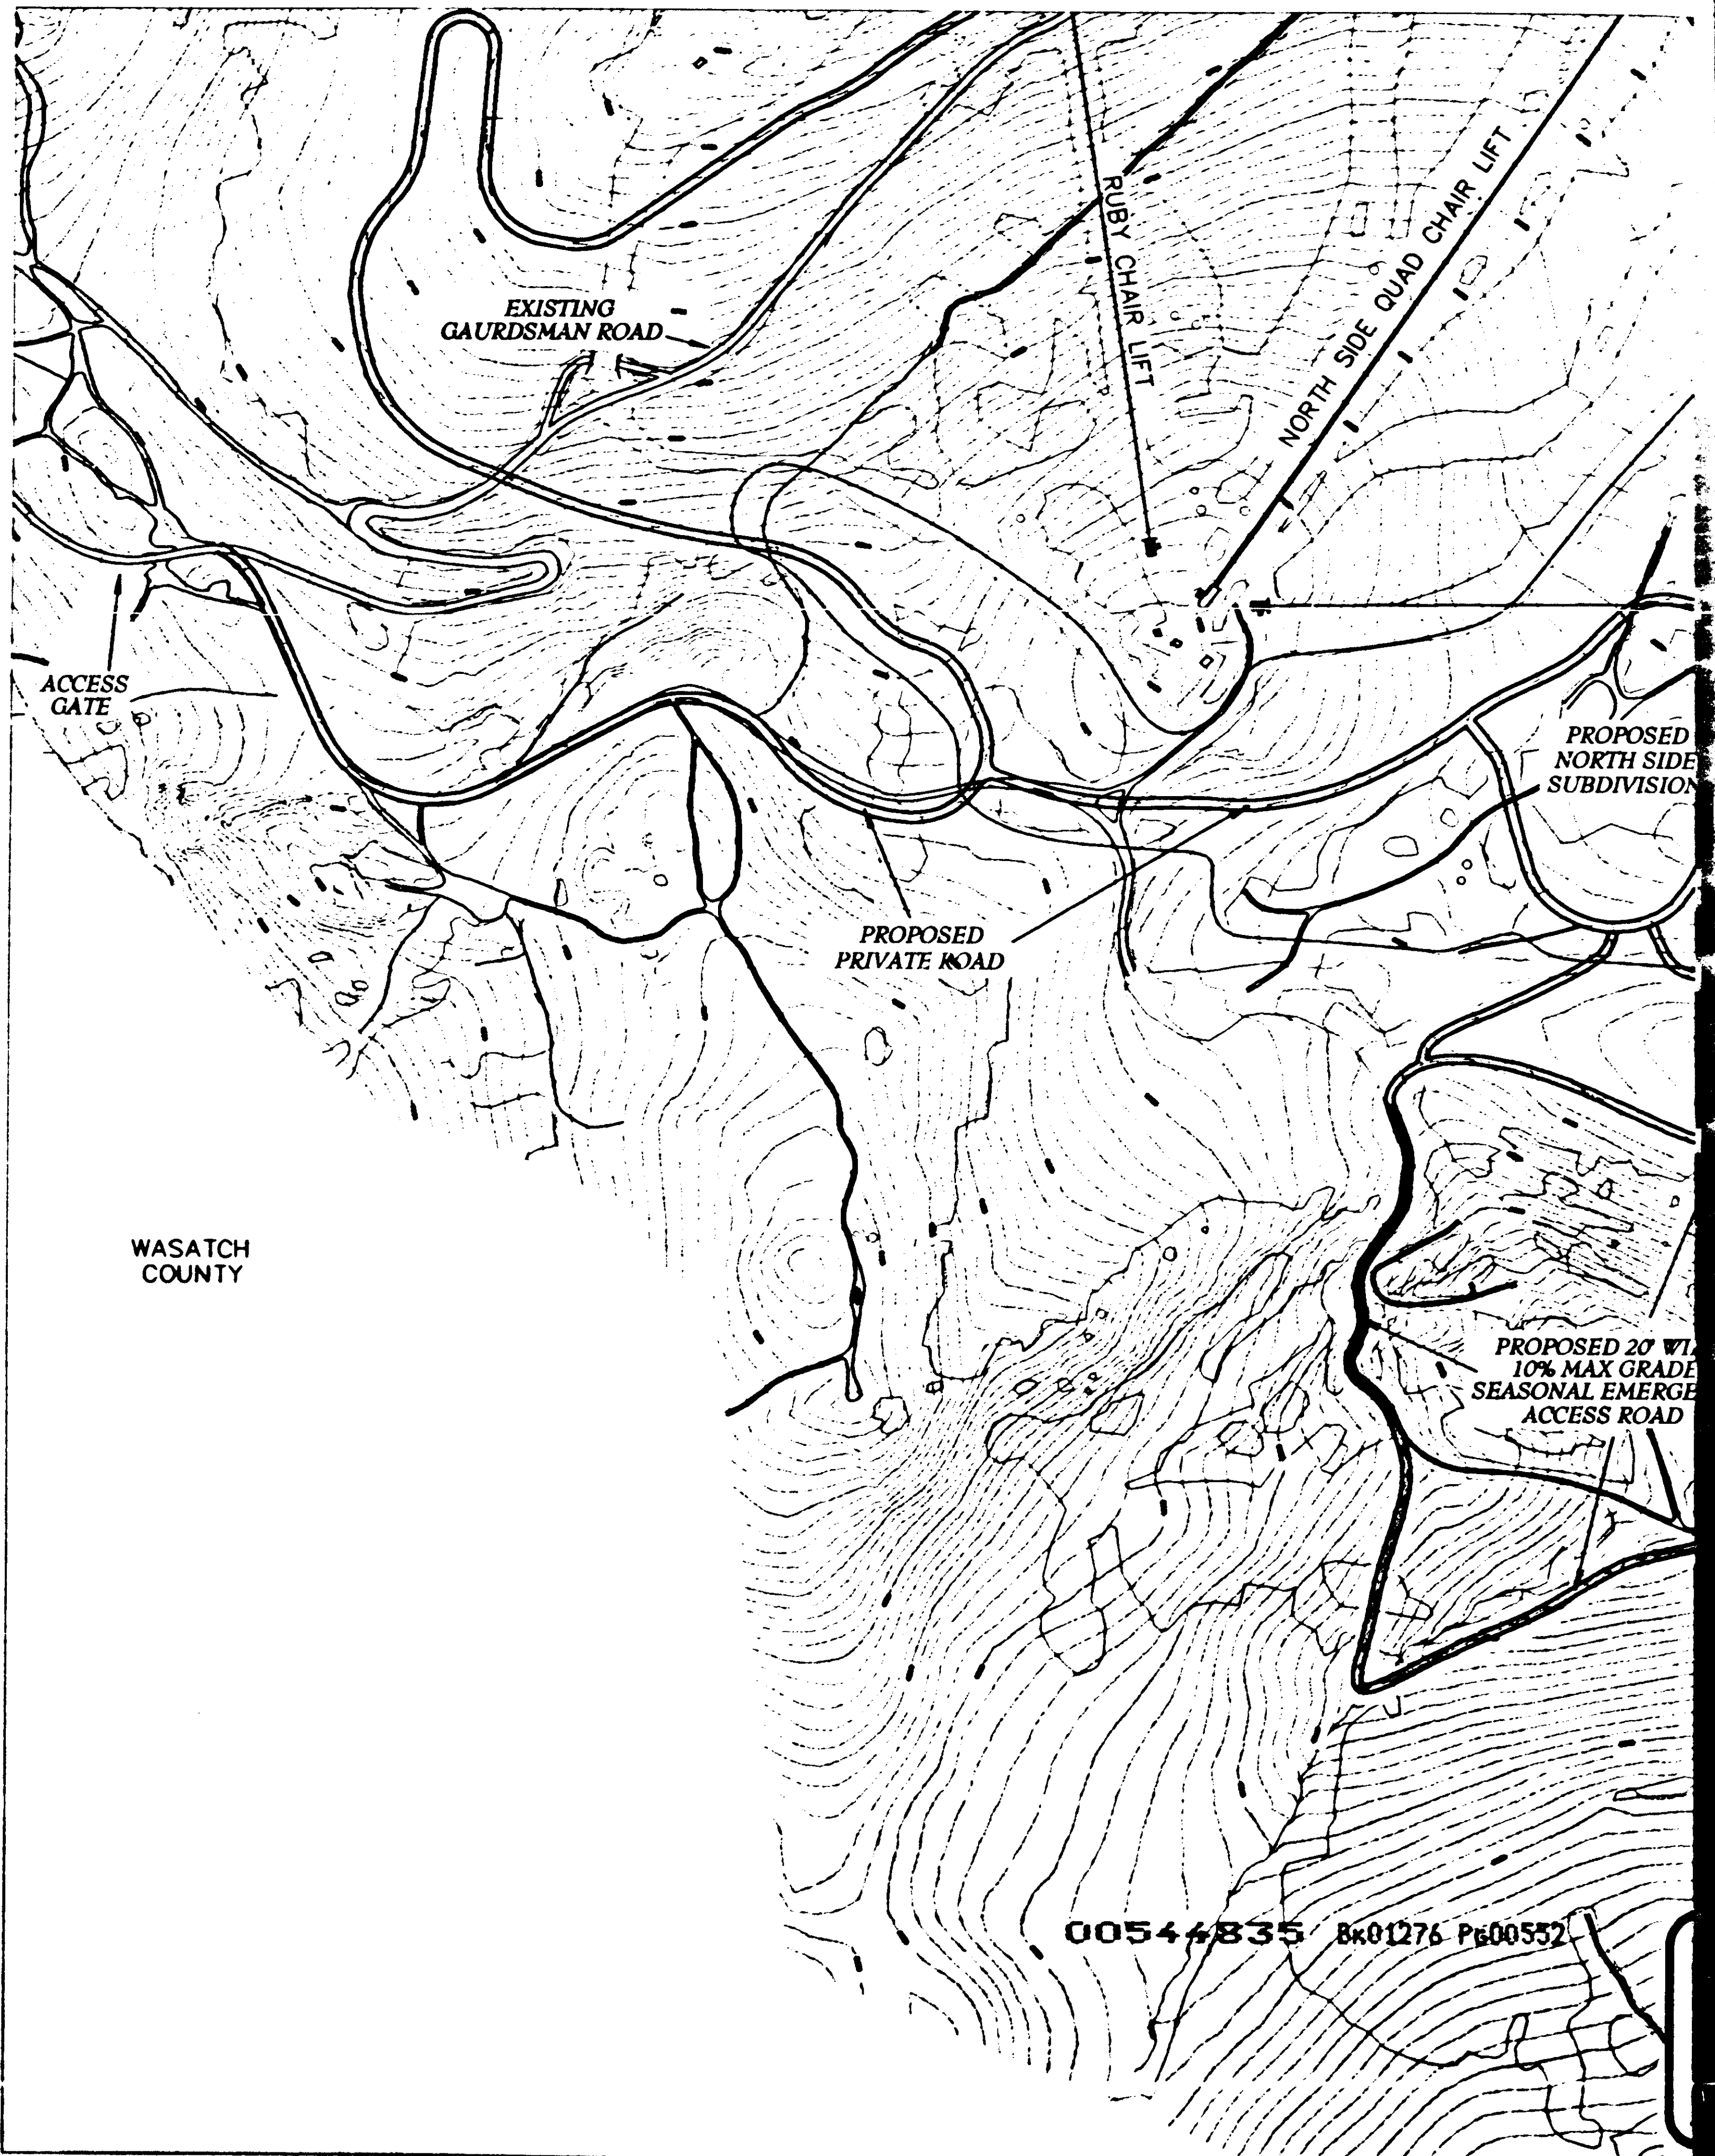 RUBY CHAIR LIFT
NORTH SIDE QUAD CHAIR LIFT
EXISTING
GAURDSMAN ROAD
ACCESS
GATE
PROPOSED
NORTH SIDE
SUBDIVISION
PROPOSED
PRIVATE ROAD
WASATCH
COUNTY
PROPOSED 20'
10% MAX GRADE
SEASONAL EMERGE
ACCESS ROAD
00544835 BK01276 PG00552